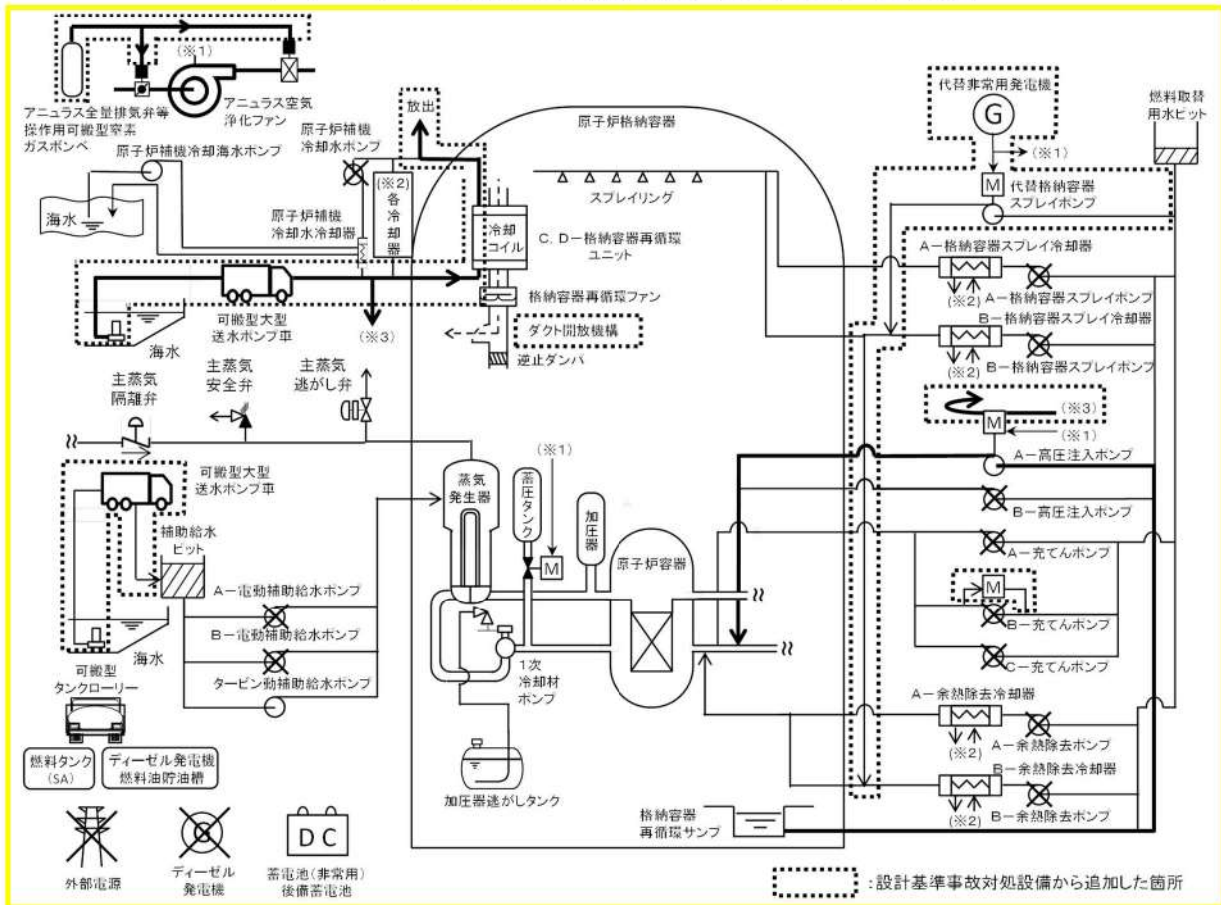 (※1)
アニュラス全量排気弁等
操作用可搬型窒素
ガスボンベ
アニュラス空気
浄化ファン
原子炉補機冷却海水ポンプ
海水
原子炉補機
冷却水ポンプ
原子炉補機
冷却水冷却器
(※2)
各
冷
却
器
放出
可搬型大型
送水ポンプ車
海水
(※3)
原子炉格納容器
スプレイリング
冷却
コイル
C, D-格納容器再循環
ユニット
格納容器再循環ファン
ダクト開放機構
逆止ダンパ
代替非常用発電機
G
(※1)
M
代替格納容器
スプレイポンプ
燃料取替
用水ピット
A-格納容器スプレイ冷却器
(※2)
A-格納容器スプレイポンプ
B-格納容器スプレイ冷却器
(※2)
B-格納容器スプレイポンプ
(※3)
M
(※1)
A-高圧注入ポンプ
B-高圧注入ポンプ
A-充てんポンプ
M
B-充てんポンプ
C-充てんポンプ
A-余熱除去冷却器
(※2)
A-余熱除去ポンプ
B-余熱除去冷却器
(※2)
B-余熱除去ポンプ
主蒸気
隔離弁
主蒸気
安全弁
主蒸気
逃がし弁
可搬型大型
送水ポンプ車
補助給水
ピット
海水
A-電動補助給水ポンプ
B-電動補助給水ポンプ
タービン動補助給水ポンプ
蒸気
発生器
蓄圧タンク
(※1)
M
加圧器
原子炉容器
1次
冷却材
ポンプ
加圧器逃がしタンク
格納容器
再循環サンプ
可搬型
タンクローリー
燃料タンク
(SA)
ディーゼル発電機
燃料油貯油槽
外部電源
G
ディーゼル
発電機
DC
蓄電池(非常用)
後備蓄電池
:設計基準事故対処設備から追加した箇所